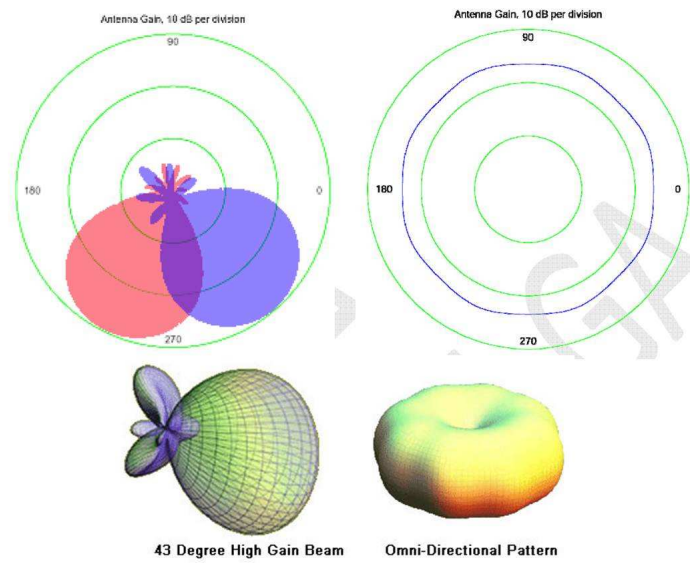 Antenna Gain, 10 dB per division
90
180
0
270
Antenna Gain, 10 dB per division
90
180
0
270
43 Degree High Gain Beam
Omni-Directional Pattern